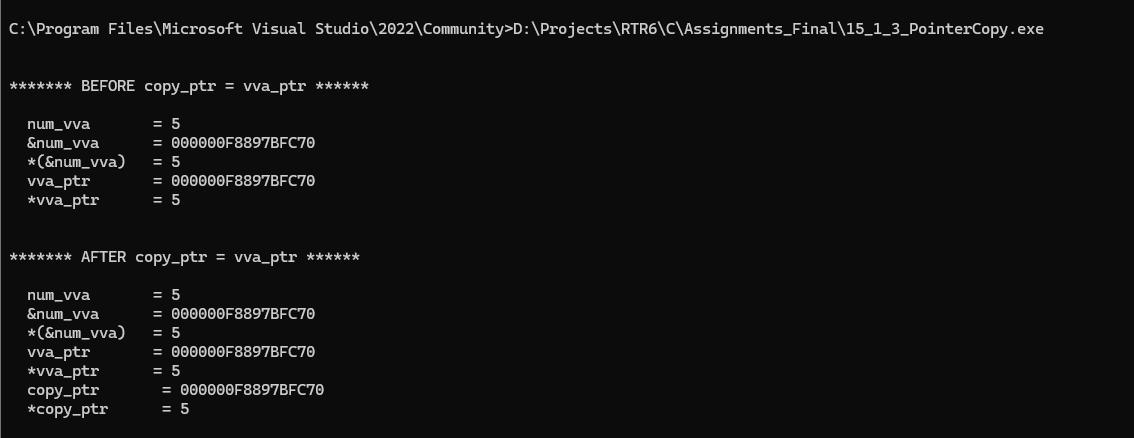 C:\Program Files\Microsoft Visual Studio\2022\Community>D:\Projects\RTR6\C\Assignments_Final\15_1_3_PointerCopy.exe
******* BEFORE copy_ptr = vva_ptr ******
num_vva       = 5
&num_vva      = 000000F8897BFC70
*(&num_vva)   = 5
vva_ptr       = 000000F8897BFC70
*vva_ptr      = 5
******* AFTER copy_ptr = vva_ptr ******
num_vva       = 5
&num_vva      = 000000F8897BFC70
*(&num_vva)   = 5
vva_ptr       = 000000F8897BFC70
*vva_ptr      = 5
copy_ptr       = 000000F8897BFC70
*copy_ptr      = 5